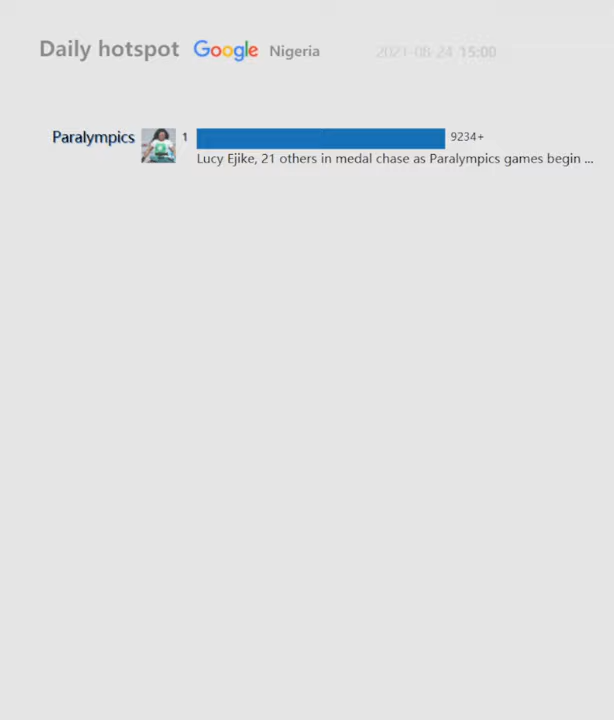 Daily hotspot Google Nigeria 2021-08-24 15:00
Paralympics 1 9234+
Lucy Ejike, 21 others in medal chase as Paralympics games begin ...